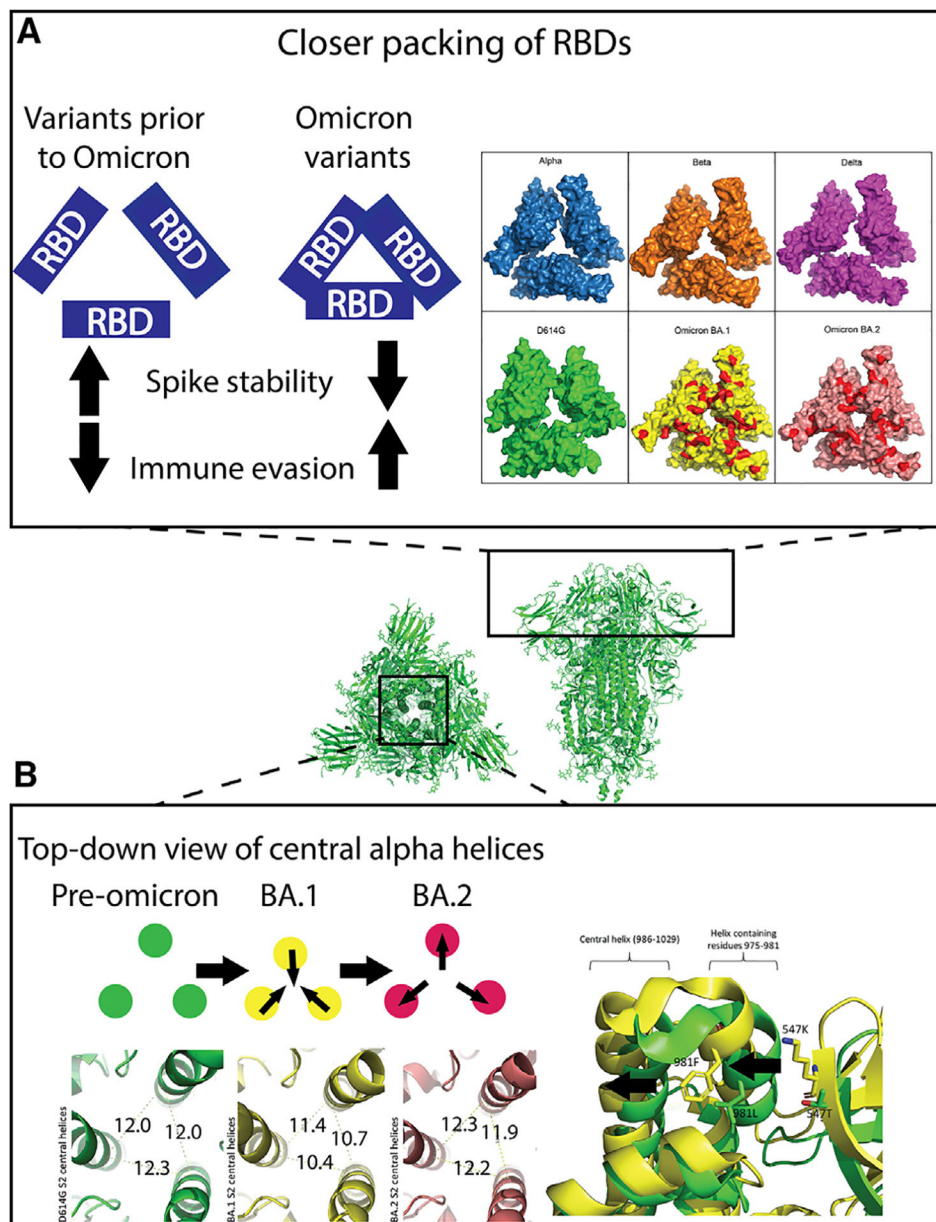 A
Closer packing of RBDs
Variants prior
to Omicron
Omicron
variants
RBD
RBD
RBD
RBD
RBD
RBD
Spike stability
Immune evasion
Alpha
Beta
Delta
D614G
Omicron BA.1
Omicron BA.2
B
Top-down view of central alpha helices
Pre-omicron
BA.1
BA.2
D614G S2 central helices
12.0
12.0
12.3
BA.1 S2 central helices
11.4
10.7
10.4
BA.2 S2 central helices
12.3
11.9
12.2
Central helix (986-1029)
Helix containing
residues 975-981
547K
981F
981L
547T